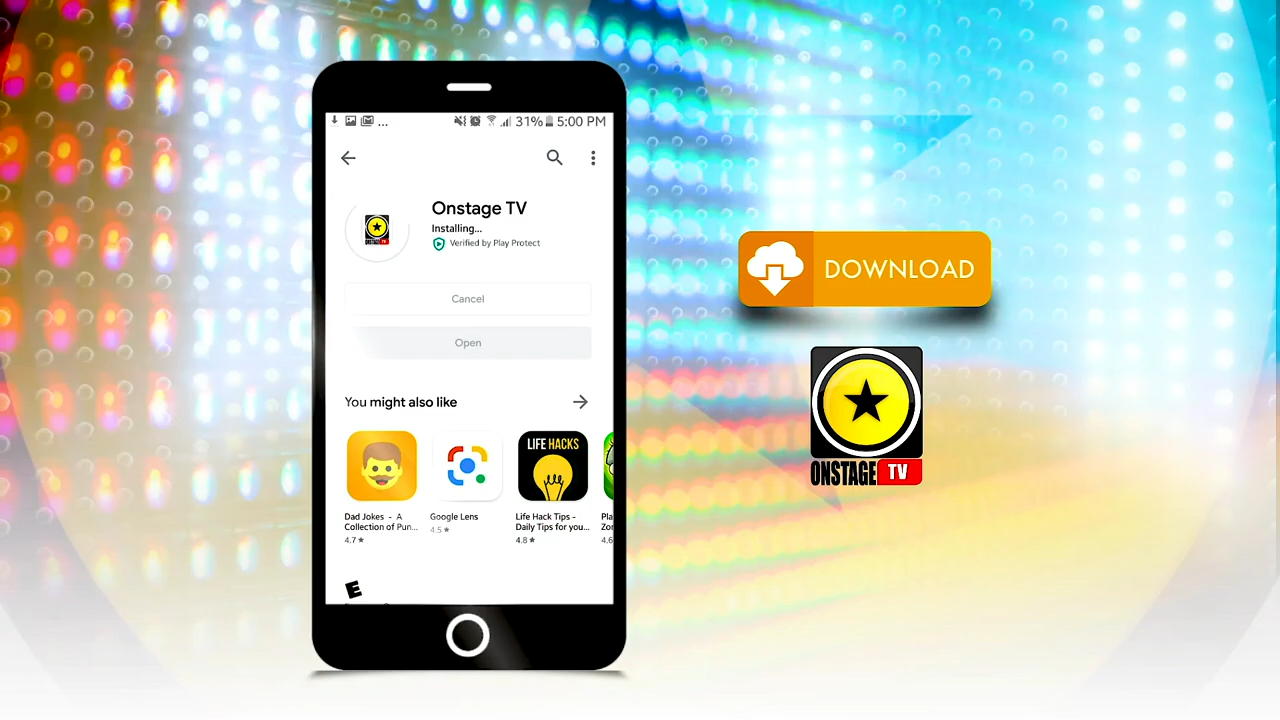 ... 31% 5:00 PM
Onstage TV
Installing...
Verified by Play Protect
Cancel
Open
You might also like
LIFE HACKS
Dad Jokes - A
Collection of Pun...
4.7★
Google Lens
4.5★
Life Hack Tips -
Daily Tips for you...
4.8★
Pla
Zor
4.6
E
DOWNLOAD
ONSTAGE TV